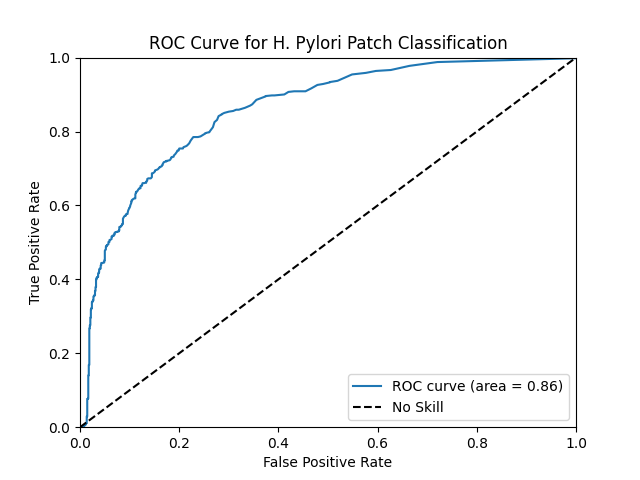 ROC Curve for H. Pylori Patch Classification
True Positive Rate
1.0
0.8
0.6
0.4
0.2
0.0
0.0 0.2 0.4 0.6 0.8 1.0
False Positive Rate
ROC curve (area = 0.86)
No Skill